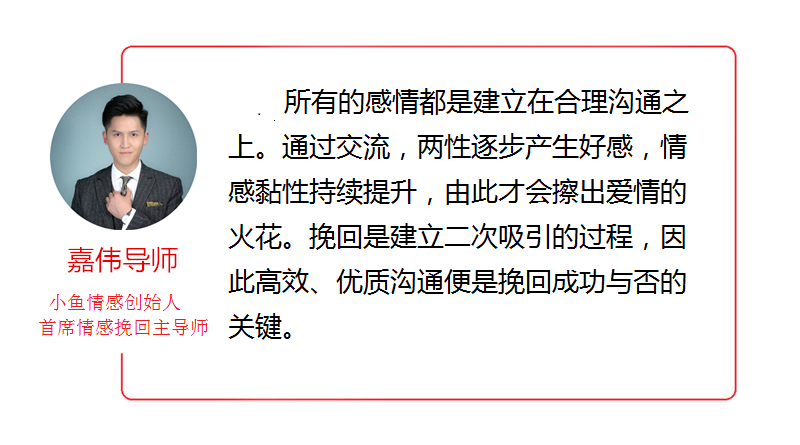 所有的感情都是建立在合理沟通之
上。通过交流，两性逐步产生好感，情
感黏性持续提升，由此才会擦出爱情的
火花。挽回是建立二次吸引的过程，因
此高效、优质沟通便是挽回成功与否的
关键。
嘉伟导师
小鱼情感创始人
首席情感挽回主导师